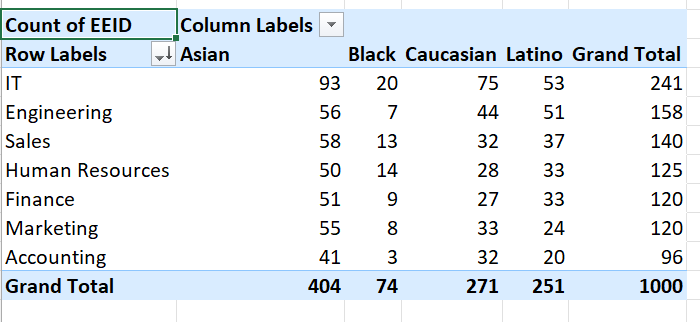 Count of EEID Column Labels
Row Labels Asian Black Caucasian Latino Grand Total
IT 93 20 75 53 241
Engineering 56 7 44 51 158
Sales 58 13 32 37 140
Human Resources 50 14 28 33 125
Finance 51 9 27 33 120
Marketing 55 8 33 24 120
Accounting 41 3 32 20 96
Grand Total 404 74 271 251 1000